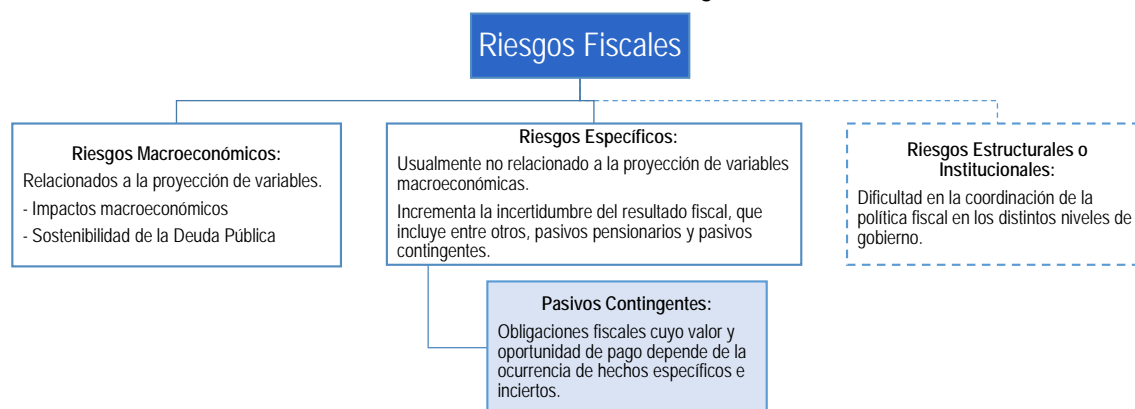 Riesgos Fiscales
Riesgos Macroeconómicos:
Relacionados a la proyección de variables.
- Impactos macroeconómicos
- Sostenibilidad de la Deuda Pública
Riesgos Específicos:
Usualmente no relacionado a la proyección de variables
macroeconómicas.
Incrementa la incertidumbre del resultado fiscal, que
incluye entre otros, pasivos pensionarios y pasivos
contingentes.
Riesgos Estructurales o
Institucionales:
Dificultad en la coordinación de la
política fiscal en los distintos niveles de
gobierno.
Pasivos Contingentes:
Obligaciones fiscales cuyo valor y
oportunidad de pago depende de la
ocurrencia de hechos específicos e
inciertos.